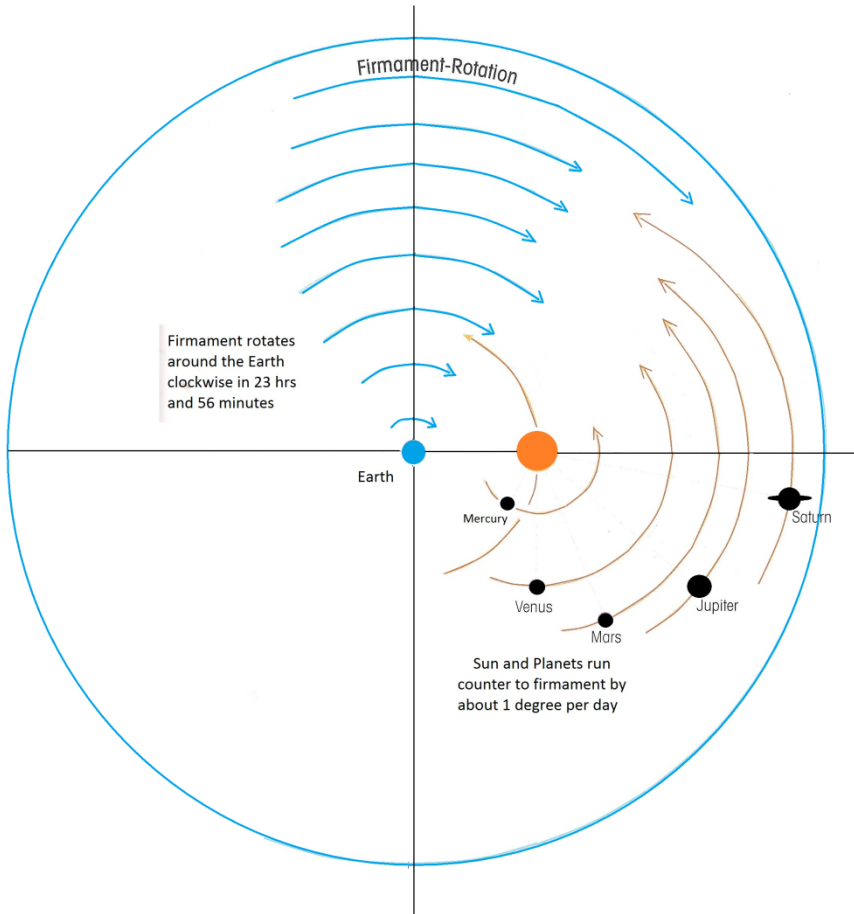 Firmament-Rotation
Firmament rotates
around the Earth
clockwise in 23 hrs
and 56 minutes
Earth
Mercury
Saturn
Venus
Jupiter
Mars
Sun and Planets run
counter to firmament by
about 1 degree per day